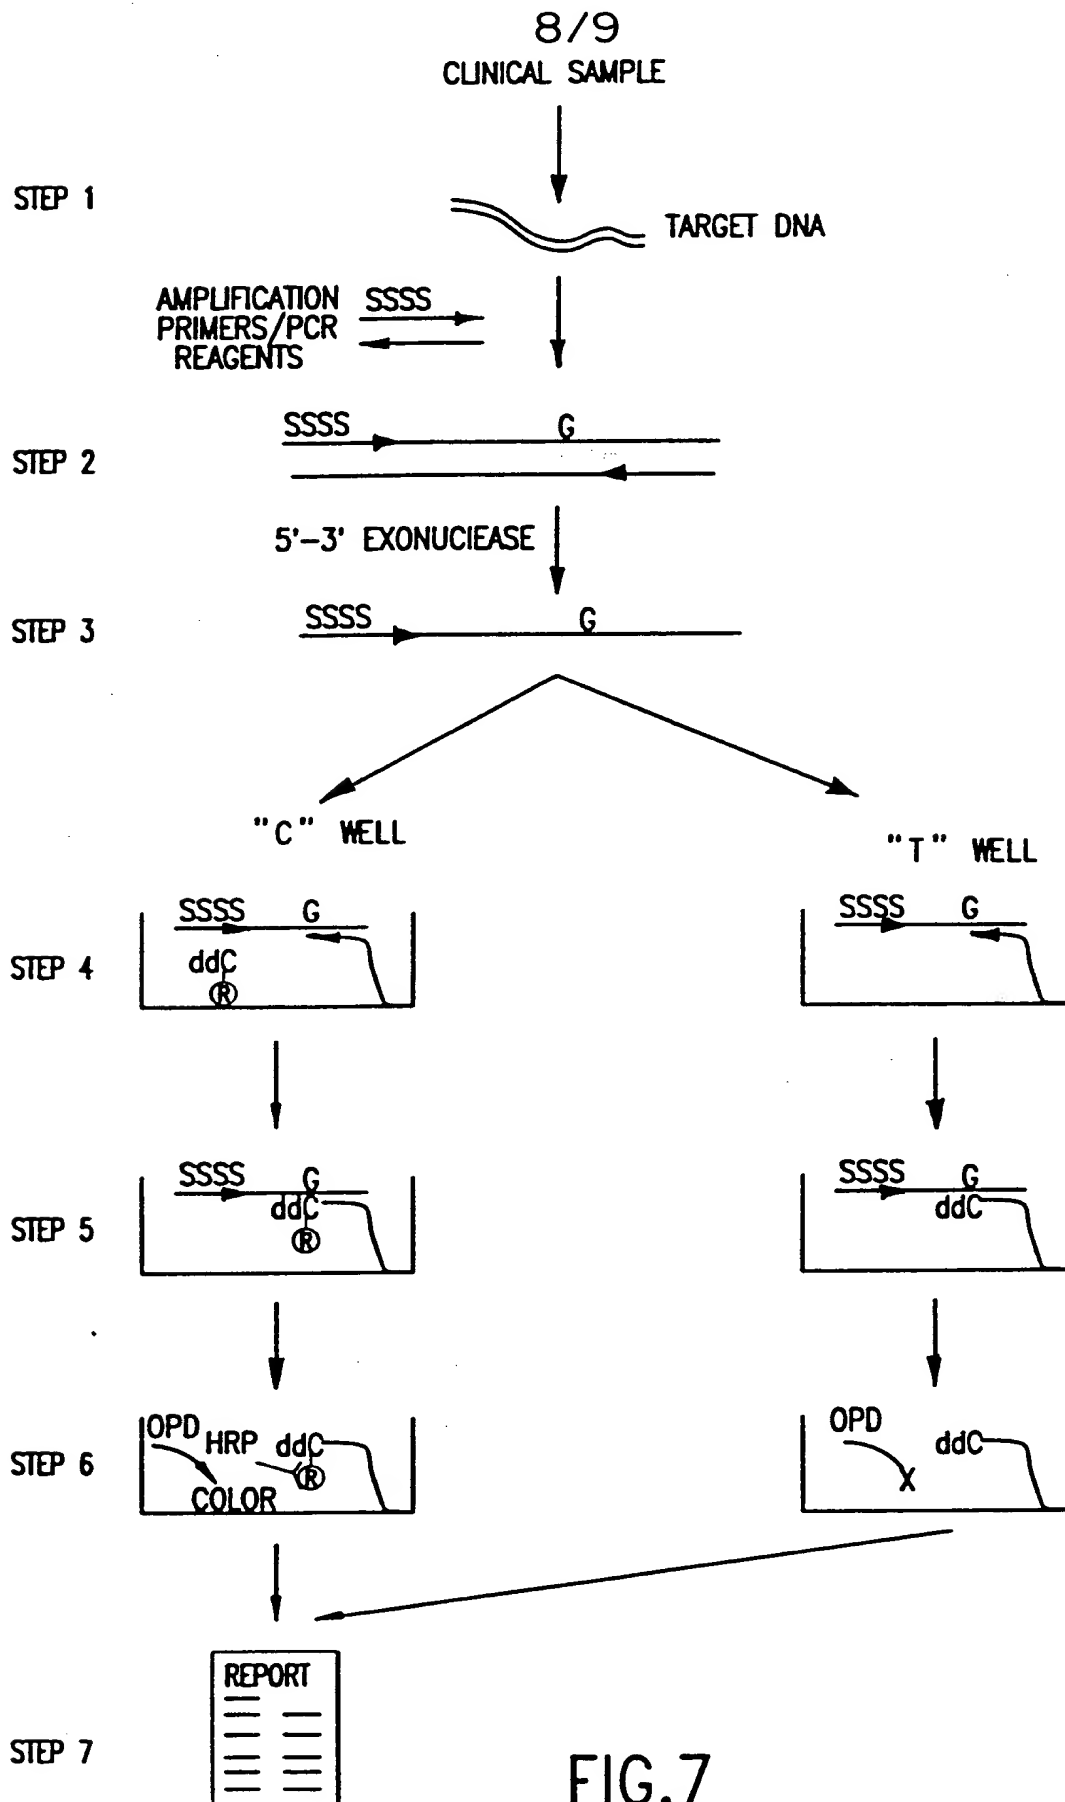 8/9
CLINICAL SAMPLE
STEP 1
TARGET DNA
AMPLIFICATION
PRIMERS/PCR
REAGENTS
SSSS
STEP 2
SSSS
G
5'-3' EXONUCIEASE
STEP 3
SSSS
G
"C" WELL
"T" WELL
STEP 4
SSSS
G
ddC
R
SSSS
G
STEP 5
SSSS
G
ddC
R
SSSS
G
ddC
STEP 6
OPD
HRP
ddC
R
COLOR
OPD
ddC
X
STEP 7
REPORT
FIG.7